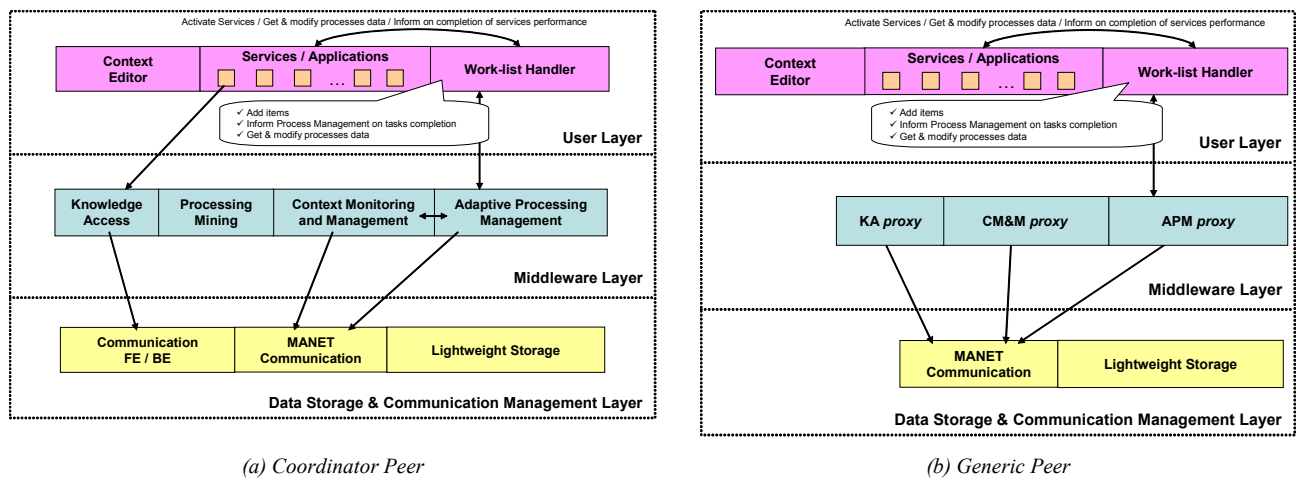 Activate Services / Get & modify processes data / Inform on completion of services performance
Context
Editor
Services / Applications
...
Work-list Handler
✓ Add items
✓ Inform Process Management on tasks completion
✓ Get & modify processes data
User Layer
Knowledge
Access
Processing
Mining
Context Monitoring
and Management
Adaptive Processing
Management
Middleware Layer
Communication
FE / BE
MANET
Communication
Lightweight Storage
Data Storage & Communication Management Layer
(a) Coordinator Peer
Activate Services / Get & modify processes data / Inform on completion of services performance
Context
Editor
Services / Applications
...
Work-list Handler
✓ Add items
✓ Inform Process Management on tasks completion
✓ Get & modify processes data
User Layer
KA proxy
CM&M proxy
APM proxy
Middleware Layer
MANET
Communication
Lightweight Storage
Data Storage & Communication Management Layer
(b) Generic Peer